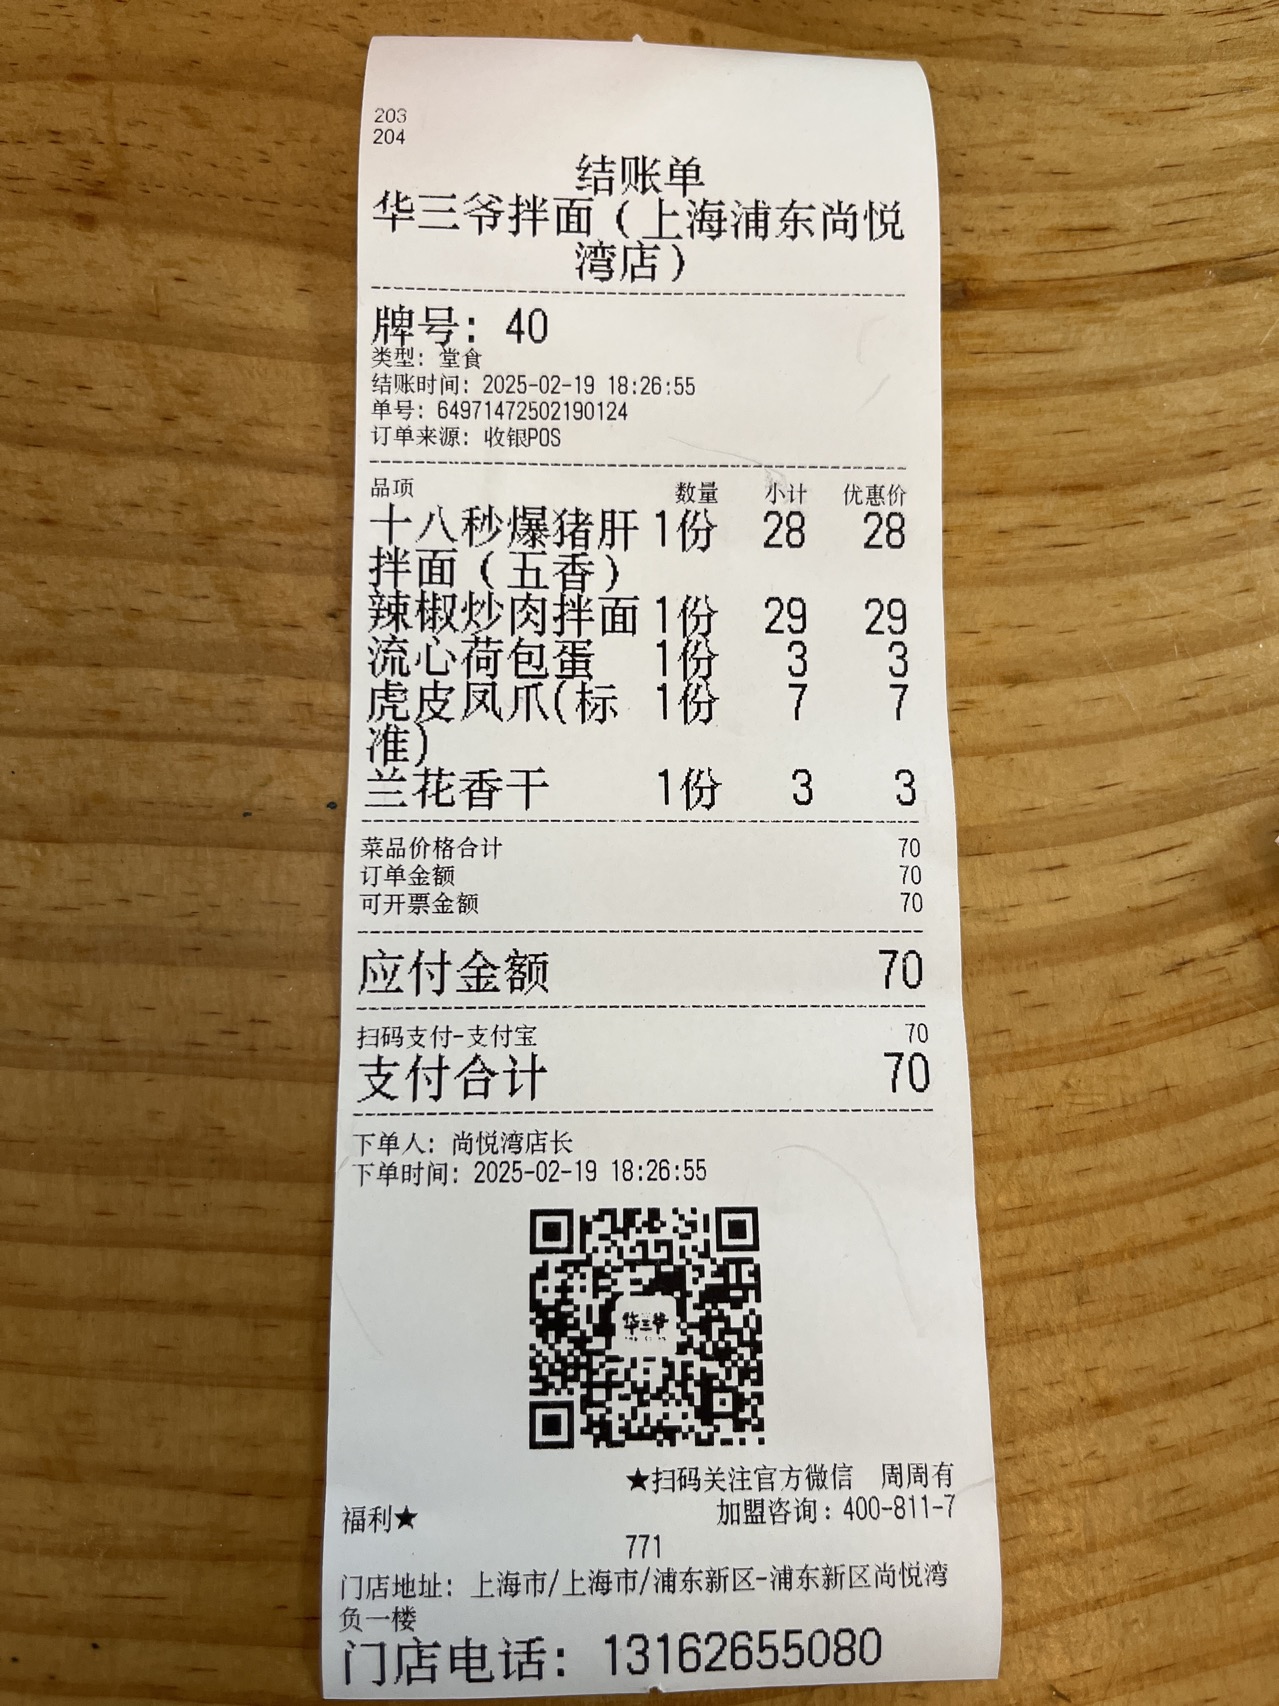 203
204
结账单
华三爷拌面（上海浦东尚悦
湾店）
牌号：40
类型：堂食
结账时间：2025-02-19 18:26:55
单号：64971472502190124
订单来源：收银POS
品项 数量 小计 优惠价
十八秒爆猪肝 1份 28 28
拌面（五香）
辣椒炒肉拌面 1份 29 29
流心荷包蛋 1份 3 3
虎皮凤爪(标 1份 7 7
准)
兰花香干 1份 3 3
菜品价格合计 70
订单金额 70
可开票金额 70
应付金额 70
扫码支付-支付宝 70
支付合计 70
下单人：尚悦湾店长
下单时间：2025-02-19 18:26:55
华三爷
★扫码关注官方微信 周周有
福利★ 加盟咨询：400-811-7
771
门店地址：上海市/上海市/浦东新区-浦东新区尚悦湾
负一楼
门店电话：13162655080